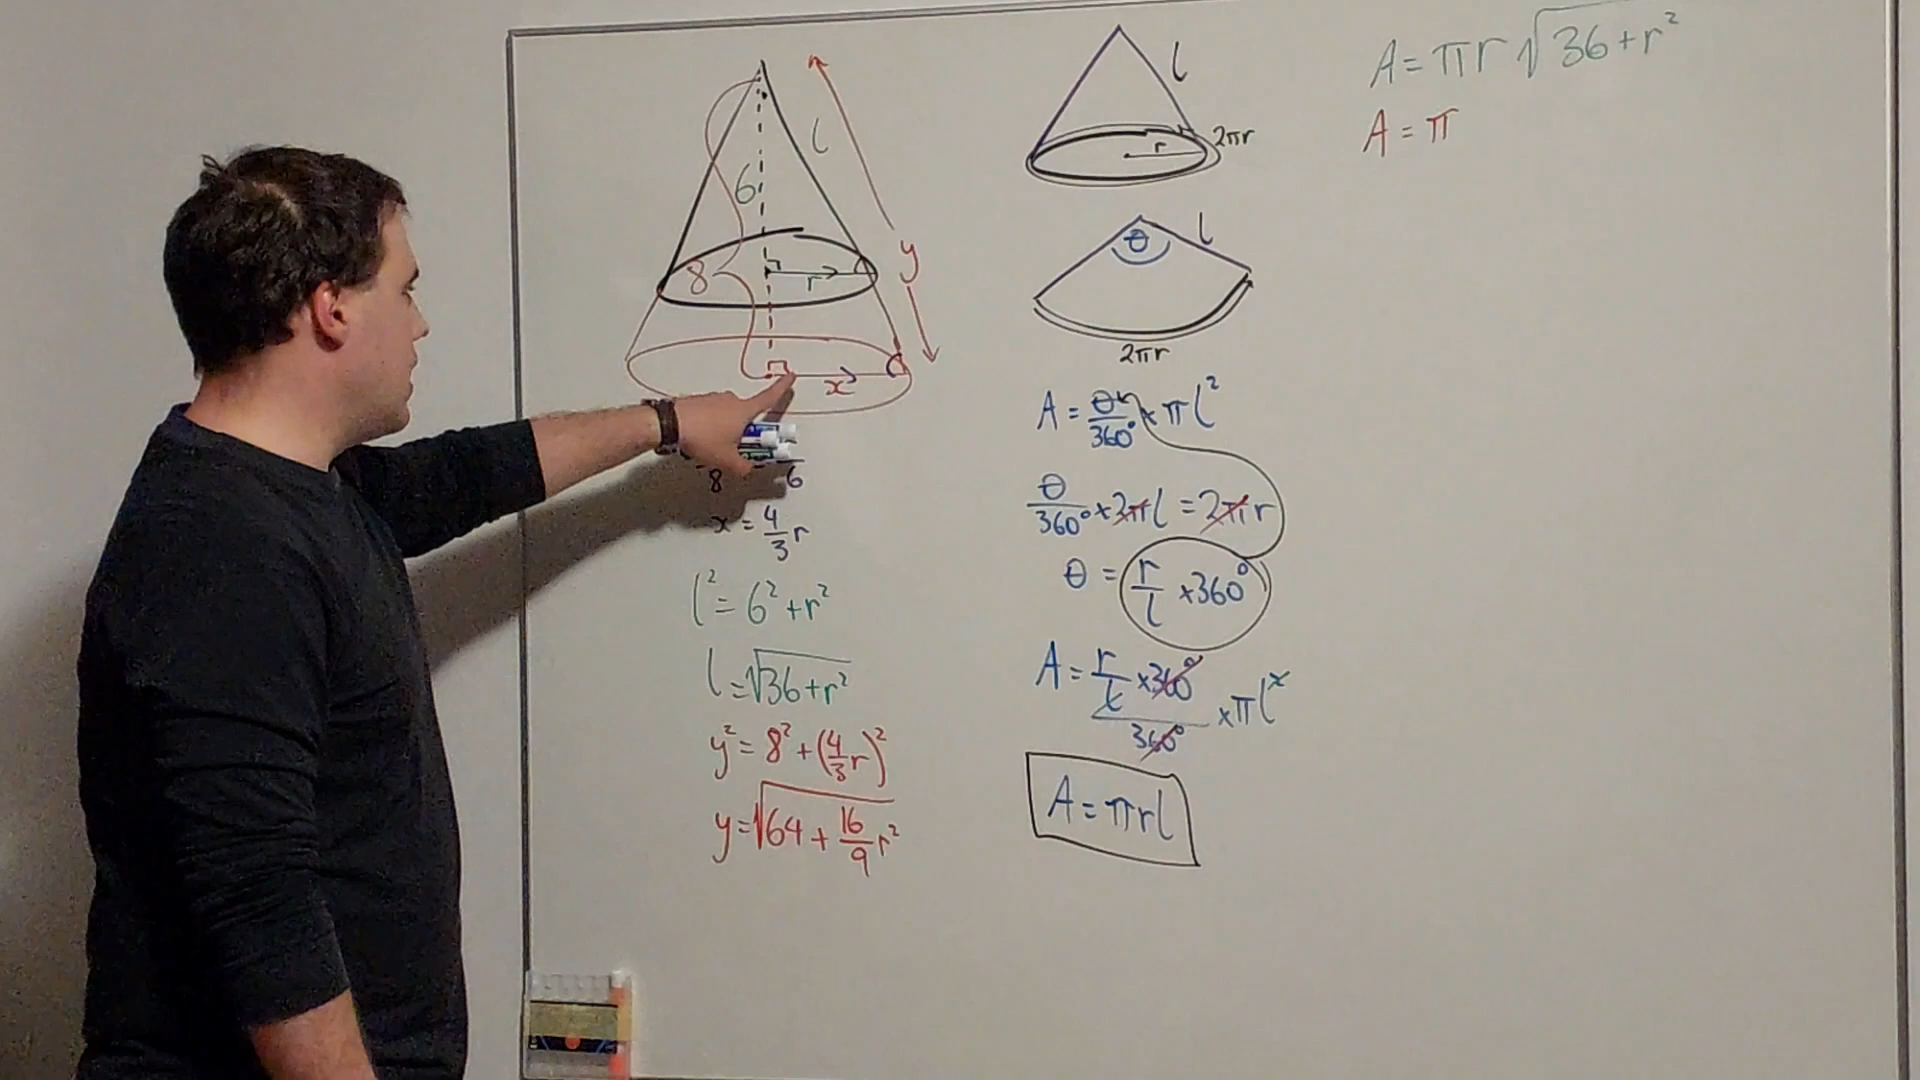 l
6
8
r
y
x
8 6
x = 4/3 r
l² = 6² + r²
l = √36 + r²
y² = 8² + (4/3 r)²
y = √64 + 16/9 r²
l
r
2πr
θ
l
2πr
A = θ/360° × πl²
θ/360° × 2πl = 2πr
θ = r/l × 360°
A = r/l × 360° / 360° × πl²
A = πrl
A = πr √36 + r²
A = π